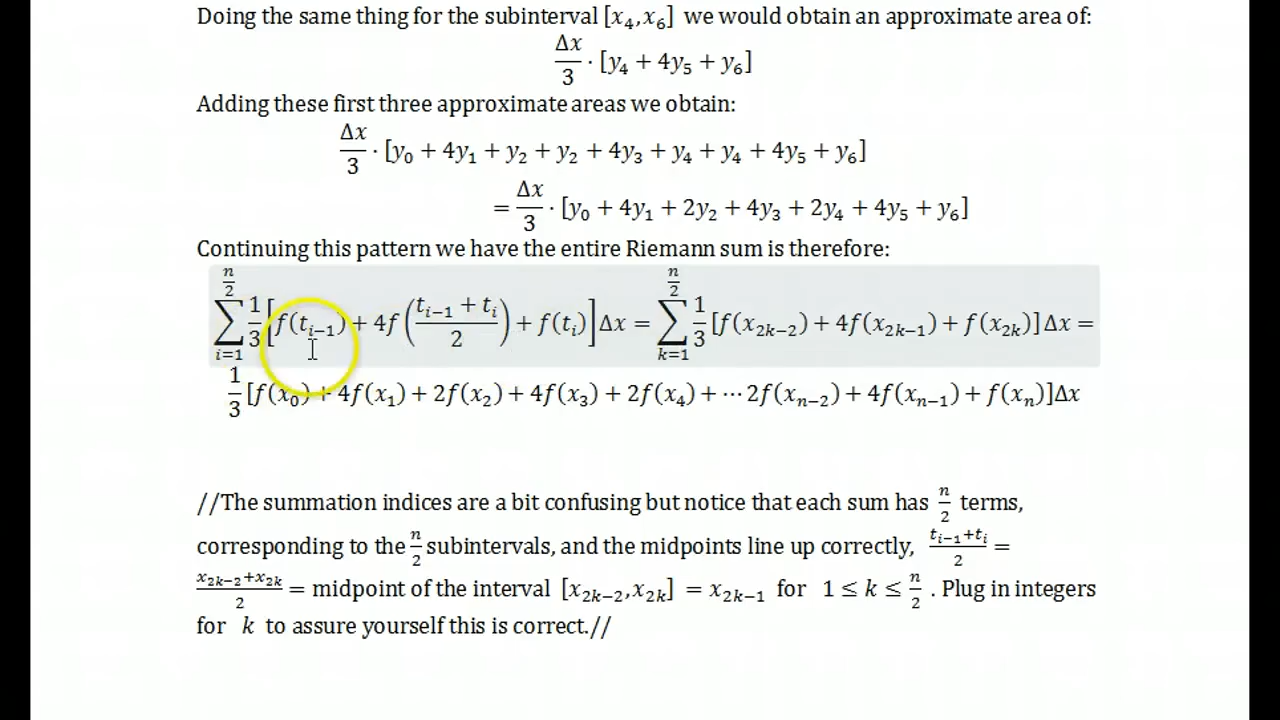 Doing the same thing for the subinterval [x₄,x₆] we would obtain an approximate area of:
Δx/3 · [y₄ + 4y₅ + y₆]
Adding these first three approximate areas we obtain:
Δx/3 · [y₀ + 4y₁ + y₂ + y₂ + 4y₃ + y₄ + y₄ + 4y₅ + y₆]
= Δx/3 · [y₀ + 4y₁ + 2y₂ + 4y₃ + 2y₄ + 4y₅ + y₆]
Continuing this pattern we have the entire Riemann sum is therefore:
∑_{i=1}^{n/2} 1/3 [f(t_{i−1}) + 4f((t_{i−1} + t_i)/2) + f(t_i)] Δx = ∑_{k=1}^{n/2} 1/3 [f(x_{2k−2}) + 4f(x_{2k−1}) + f(x_{2k})]Δx =
1/3 [f(x₀) + 4f(x₁) + 2f(x₂) + 4f(x₃) + 2f(x₄) + ⋯ 2f(x_{n−2}) + 4f(x_{n−1}) + f(x_n)]Δx
//The summation indices are a bit confusing but notice that each sum has n/2 terms,
corresponding to the n/2 subintervals, and the midpoints line up correctly, (t_{i−1}+t_i)/2 =
(x_{2k−2}+x_{2k})/2 = midpoint of the interval [x_{2k−2},x_{2k}] = x_{2k−1} for 1 ≤ k ≤ n/2 . Plug in integers
for k to assure yourself this is correct.//